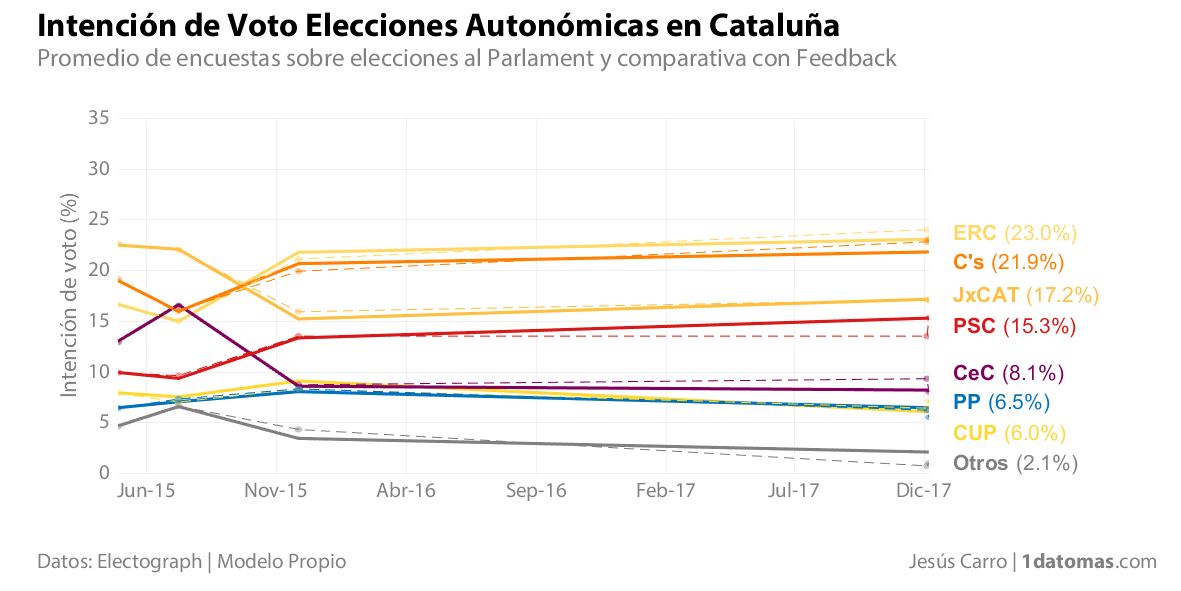 Intención de Voto Elecciones Autonómicas en Cataluña
Promedio de encuestas sobre elecciones al Parlament y comparativa con Feedback
Intención de voto (%)
35
30
25
20
15
10
5
0
Jun-15 Nov-15 Abr-16 Sep-16 Feb-17 Jul-17 Dic-17
ERC (23.0%)
C's (21.9%)
JxCAT (17.2%)
PSC (15.3%)
CeC (8.1%)
PP (6.5%)
CUP (6.0%)
Otros (2.1%)
Datos: Electograph | Modelo Propio
Jesús Carro | 1datomas.com